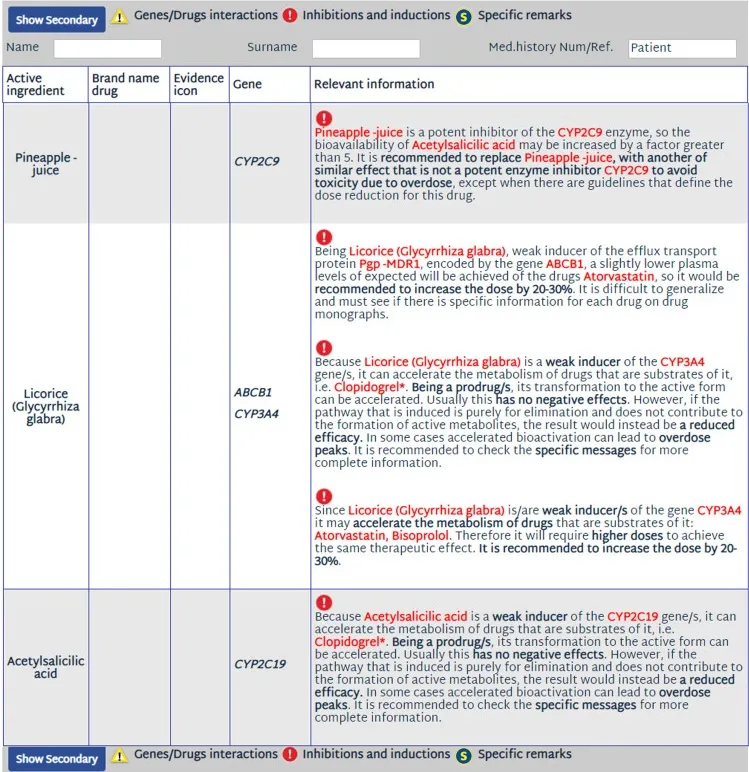 Show Secondary Genes/Drugs interactions Inhibitions and inductions S Specific remarks
Name Surname Med.history Num/Ref. Patient
Active ingredient Brand name drug Evidence icon Gene Relevant information
Pineapple -
juice
CYP2C9
Pineapple -juice is a potent inhibitor of the CYP2C9 enzyme, so the
bioavailability of Acetylsalicilic acid may be increased by a factor greater
than 5. It is recommended to replace Pineapple -juice, with another of
similar effect that is not a potent enzyme inhibitor CYP2C9 to avoid
toxicity due to overdose, except when there are guidelines that define the
dose reduction for this drug.
Licorice
(Glycyrrhiza
glabra)
ABCB1
CYP3A4
Being Licorice (Glycyrrhiza glabra), weak inducer of the efflux transport
protein Pgp -MDR1, encoded by the gene ABCB1, a slightly lower plasma
levels of expected will be achieved of the drugs Atorvastatin, so it would be
recommended to increase the dose by 20-30%. It is difficult to generalize
and must see if there is specific information for each drug on drug
monographs.
Because Licorice (Glycyrrhiza glabra) is a weak inducer of the CYP3A4
gene/s, it can accelerate the metabolism of drugs that are substrates of it,
i.e. Clopidogrel*. Being a prodrug/s, its transformation to the active form
can be accelerated. Usually this has no negative effects. However, if the
pathway that is induced is purely for elimination and does not contribute to
the formation of active metabolites, the result would instead be a reduced
efficacy. In some cases accelerated bioactivation can lead to overdose
peaks. It is recommended to check the specific messages for more
complete information.
Since Licorice (Glycyrrhiza glabra) is/are weak inducer/s of the gene CYP3A4
it may accelerate the metabolism of drugs that are substrates of it:
Atorvastatin, Bisoprolol. Therefore it will require higher doses to achieve
the same therapeutic effect. It is recommended to increase the dose by 20-
30%.
Acetylsalicilic
acid
CYP2C19
Because Acetylsalicilic acid is a weak inducer of the CYP2C19 gene/s, it can
accelerate the metabolism of drugs that are substrates of it, i.e.
Clopidogrel*. Being a prodrug/s, its transformation to the active form can
be accelerated. Usually this has no negative effects. However, if the
pathway that is induced is purely for elimination and does not contribute to
the formation of active metabolites, the result would instead be a reduced
efficacy. In some cases accelerated bioactivation can lead to overdose
peaks. It is recommended to check the specific messages for more
complete information.
Show Secondary Genes/Drugs interactions Inhibitions and inductions S Specific remarks